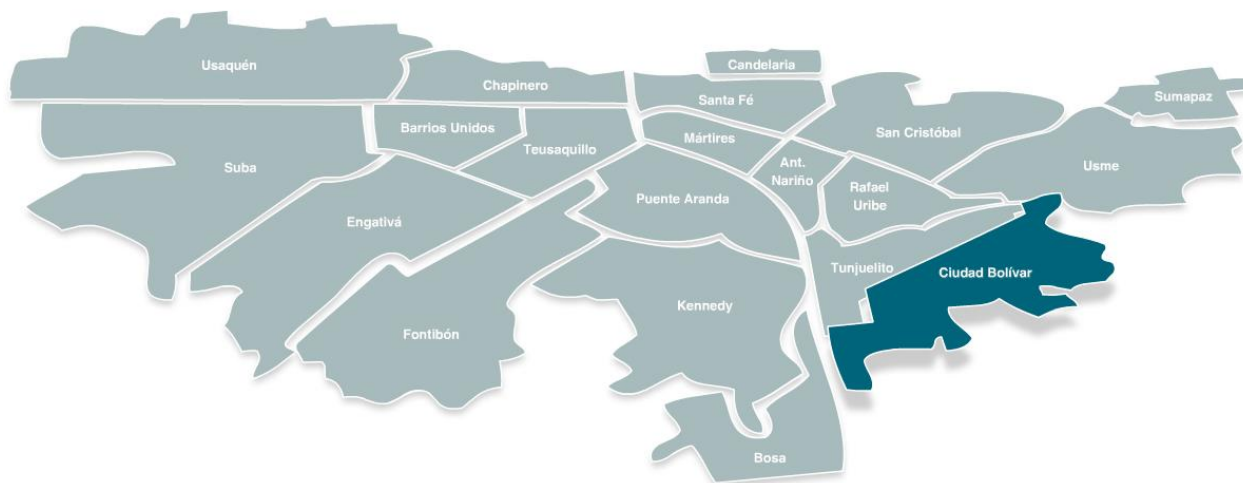 Usaquén
Candelaria
Chapinero
Santa Fé
Sumapaz
Barrios Unidos
Teusaquillo
Mártires
San Cristóbal
Suba
Ant.
Nariño
Usme
Rafael
Uribe
Engativá
Puente Aranda
Tunjuelito
Ciudad Bolívar
Kennedy
Fontibón
Bosa